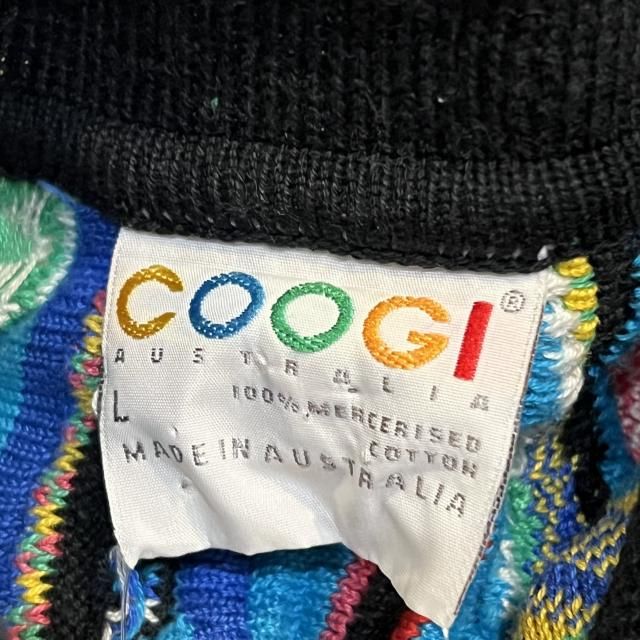 COOGI®
AUSTRALIA
L 100% MERCERISED
COTTON
MADE IN AUSTRALIA